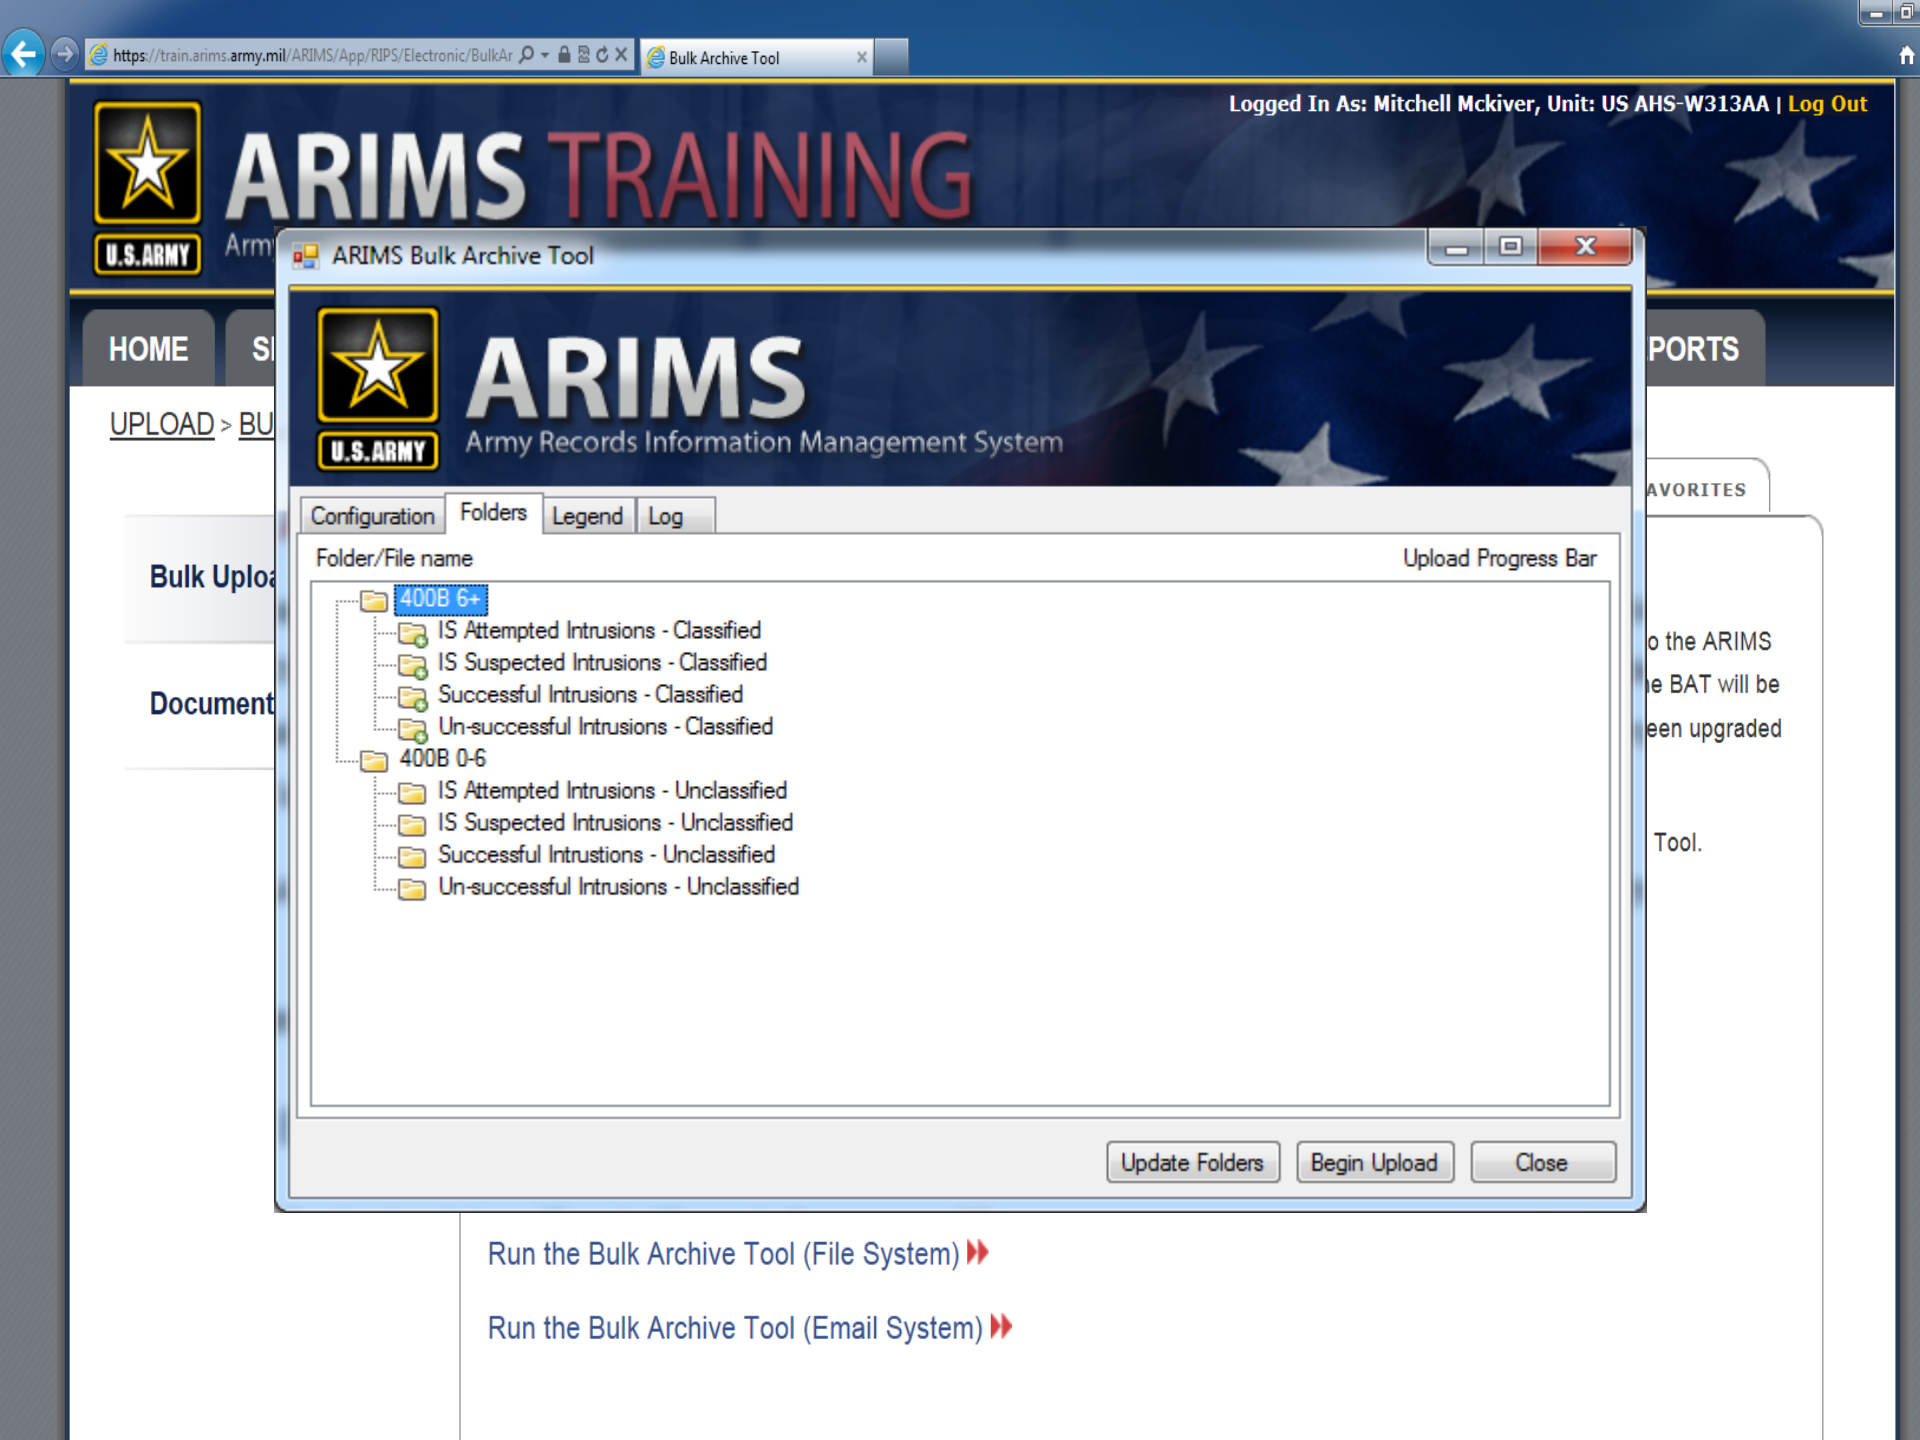 https://train.arims.army.mil/ARIMS/App/RIPS/Electronic/BulkAr
Bulk Archive Tool
Logged In As: Mitchell Mckiver, Unit: US AHS-W313AA | Log Out
ARIMS TRAINING
U.S.ARMY
Army
HOME
PORTS
UPLOAD > BU
AVORITES
Bulk Uploa
Document
o the ARIMS
e BAT will be
een upgraded
Tool.
ARIMS Bulk Archive Tool
U.S.ARMY
ARIMS
Army Records Information Management System
Configuration Folders Legend Log
Folder/File name Upload Progress Bar
400B 6+
IS Attempted Intrusions - Classified
IS Suspected Intrusions - Classified
Successful Intrusions - Classified
Un-successful Intrusions - Classified
400B 0-6
IS Attempted Intrusions - Unclassified
IS Suspected Intrusions - Unclassified
Successful Intrustions - Unclassified
Un-successful Intrusions - Unclassified
Update Folders Begin Upload Close
Run the Bulk Archive Tool (File System)
Run the Bulk Archive Tool (Email System)